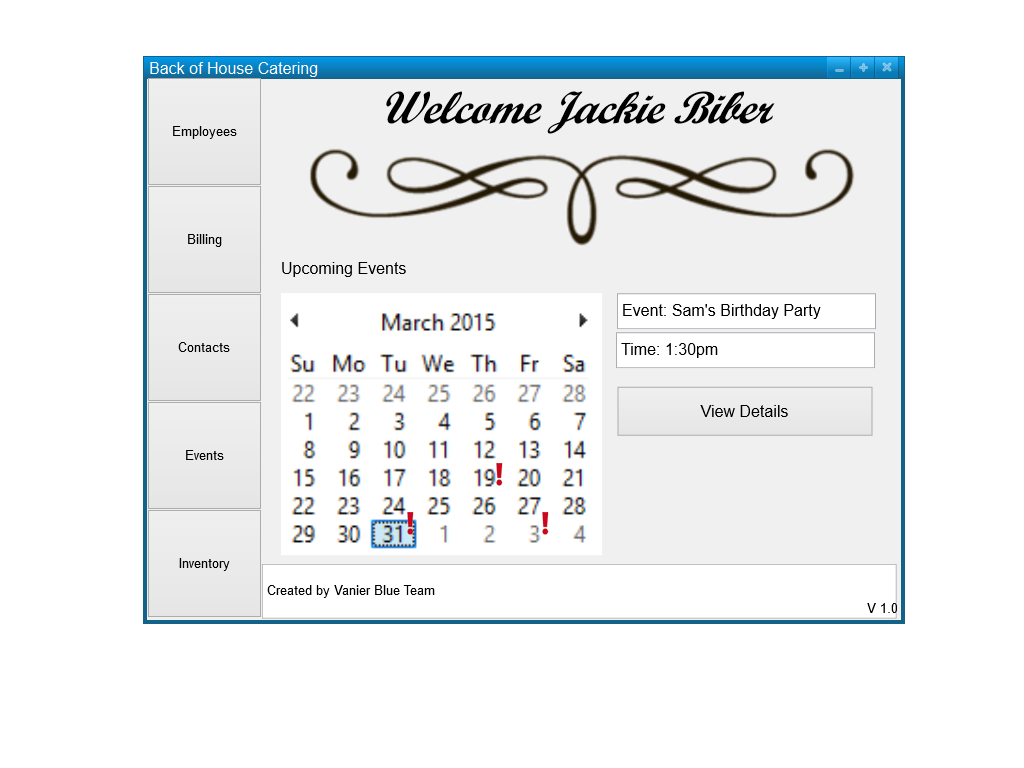 Back of House Catering
Employees
Billing
Contacts
Events
Inventory
Welcome Jackie Biber
Upcoming Events
March 2015
Su Mo Tu We Th Fr Sa
22 23 24 25 26 27 28
1 2 3 4 5 6 7
8 9 10 11 12 13 14
15 16 17 18 19! 20 21
22 23 24 25 26 27 28
29 30 31! 1 2 3! 4
Event: Sam's Birthday Party
Time: 1:30pm
View Details
Created by Vanier Blue Team
V 1.0